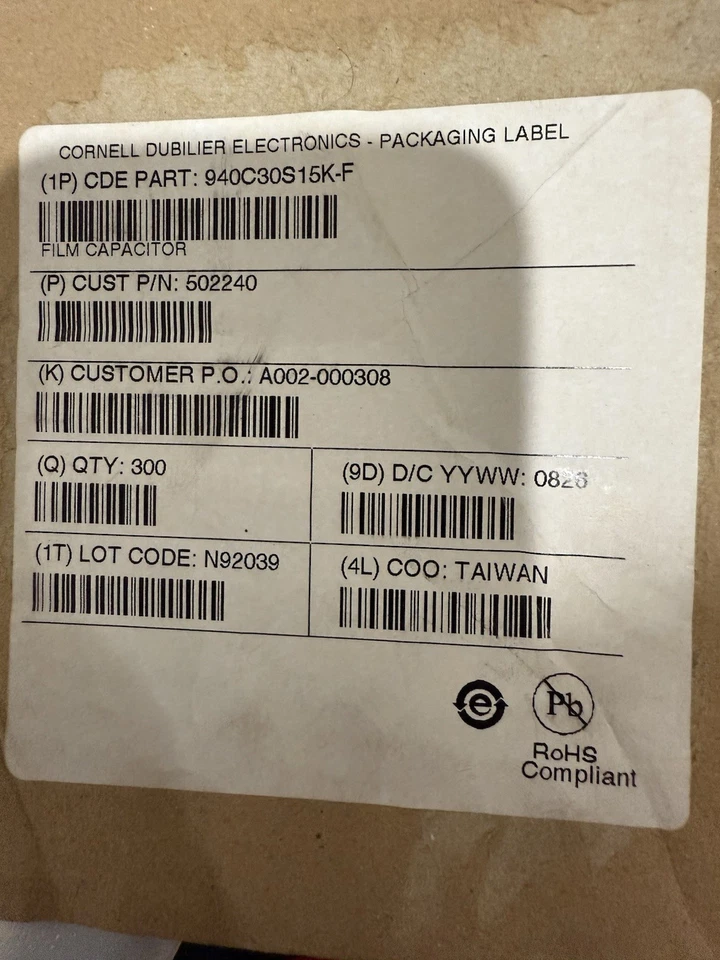 CORNELL DUBILIER ELECTRONICS - PACKAGING LABEL
(1P) CDE PART: 940C30S15K-F
FILM CAPACITOR
(P) CUST P/N: 502240
(K) CUSTOMER P.O.: A002-000308
(Q) QTY: 300
(9D) D/C YYWW: 0826
(1T) LOT CODE: N92039
(4L) COO: TAIWAN
e
Pb
RoHS
Compliant